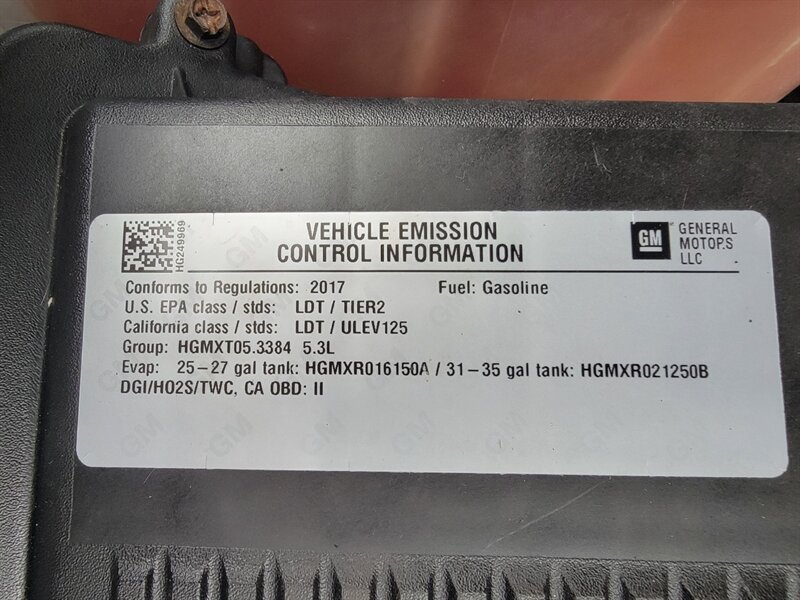 VEHICLE EMISSION
CONTROL INFORMATION
HG249969
GM
GENERAL
MOTORS
LLC
Conforms to Regulations: 2017 Fuel: Gasoline
U.S. EPA class / stds: LDT / TIER2
California class / stds: LDT / ULEV125
Group: HGMXT05.3384 5.3L
Evap: 25-27 gal tank: HGMXR016150A / 31-35 gal tank: HGMXR021250B
DGI/HO2S/TWC, CA OBD: II